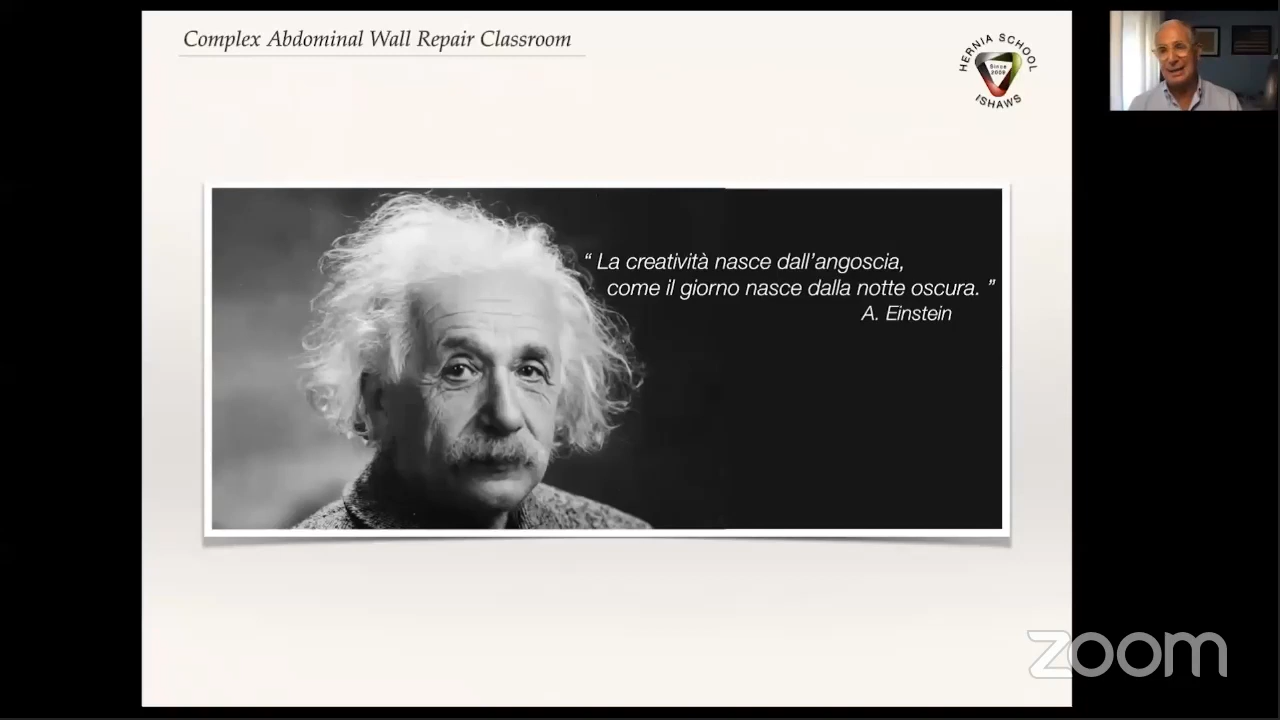 Complex Abdominal Wall Repair Classroom
HERNIA SCHOOL
Since
2009
ISHAWS
“ La creatività nasce dall’angoscia,
come il giorno nasce dalla notte oscura. ”
A. Einstein
zoom